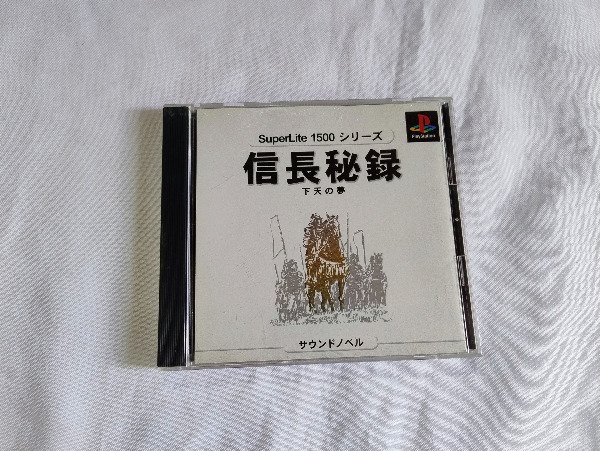 SuperLite 1500 シリーズ
PlayStation
信長秘録
下天の夢
サウンドノベル